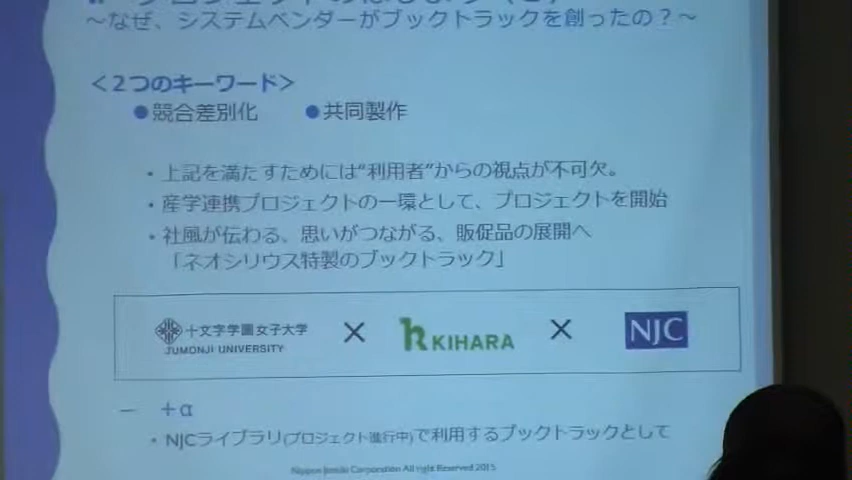 ～なぜ、システムベンダーがブックトラックを創ったの？～
＜２つのキーワード＞
●競合差別化 ●共同製作
・上記を満たすためには“利用者”からの視点が不可欠。
・産学連携プロジェクトの一環として、プロジェクトを開始
・社風が伝わる、思いがつながる、販促品の展開へ
「ネオシリウス特製のブックトラック」
十文字学園女子大学 × KIHARA × NJC
JUMONJI UNIVERSITY
－ ＋α
・NJCライブラリ(プロジェクト進行中)で利用するブックトラックとして
Nippon Jimuki Corporation All right Reserved 2015